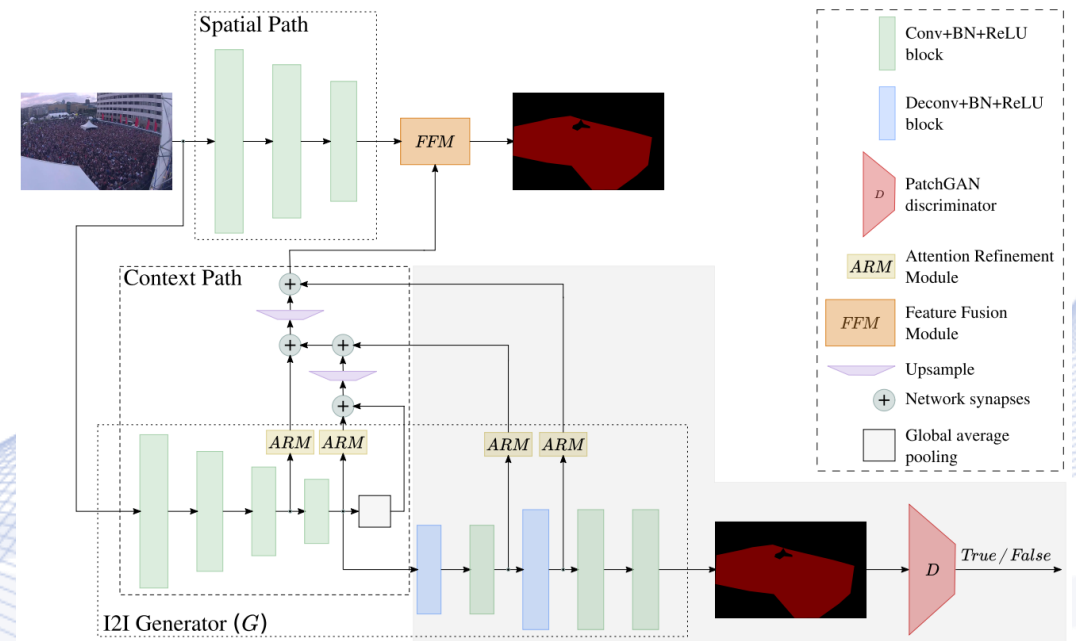 Spatial Path
FFM
Context Path
+
+
+
+
ARM
ARM
ARM
ARM
I2I Generator (G)
D
True / False
Conv+BN+ReLU
block
Deconv+BN+ReLU
block
D
PatchGAN
discriminator
ARM
Attention Refinement
Module
FFM
Feature Fusion
Module
Upsample
+
Network synapses
Global average
pooling